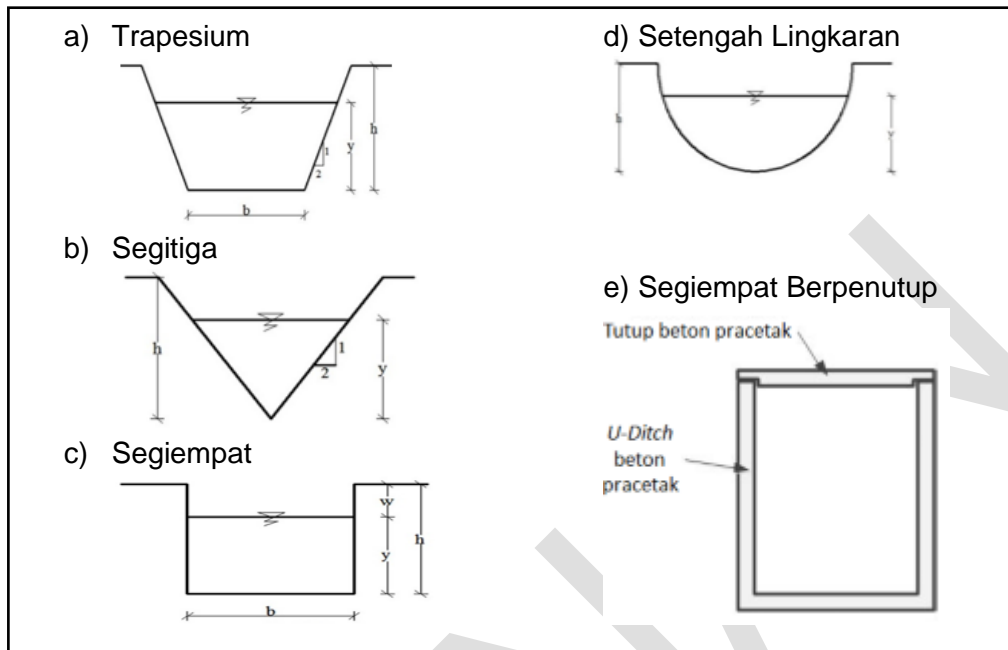 a) Trapesium
h
y
1
2
b
b) Segitiga
h
1
2
y
c) Segiempat
w
y
h
b
d) Setengah Lingkaran
h
y
e) Segiempat Berpenutup
Tutup beton pracetak
U-Ditch
beton
pracetak